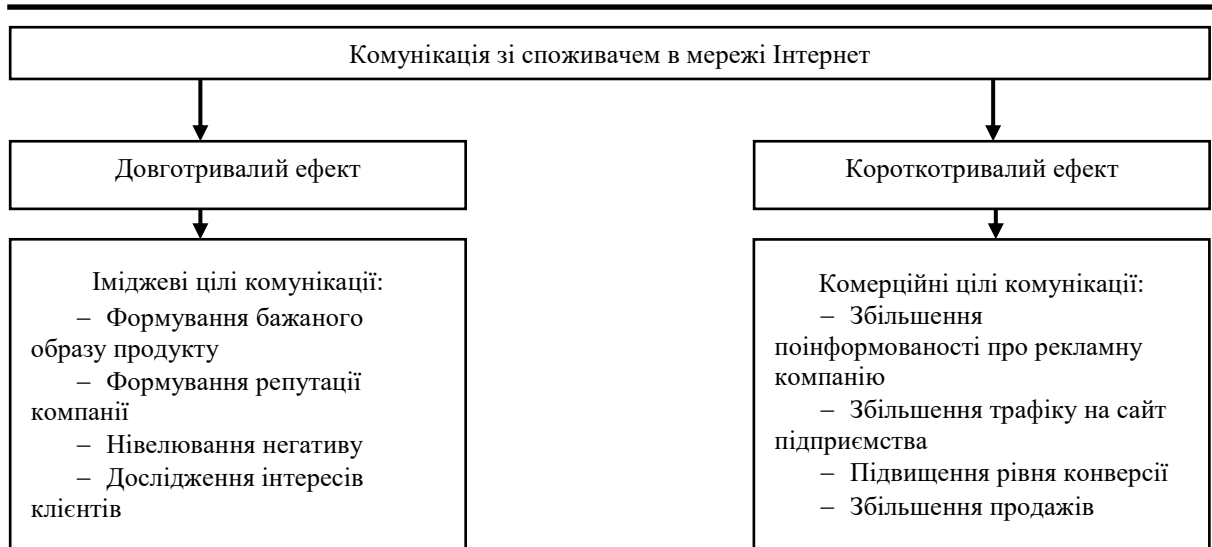 Комунікація зі споживачем в мережі Інтернет
Довготривалий ефект
Короткотривалий ефект
Іміджеві цілі комунікації:
– Формування бажаного
образу продукту
– Формування репутації
компанії
– Нівелювання негативу
– Дослідження інтересів
клієнтів
Комерційні цілі комунікації:
– Збільшення
поінформованості про рекламну
компанію
– Збільшення трафіку на сайт
підприємства
– Підвищення рівня конверсії
– Збільшення продажів